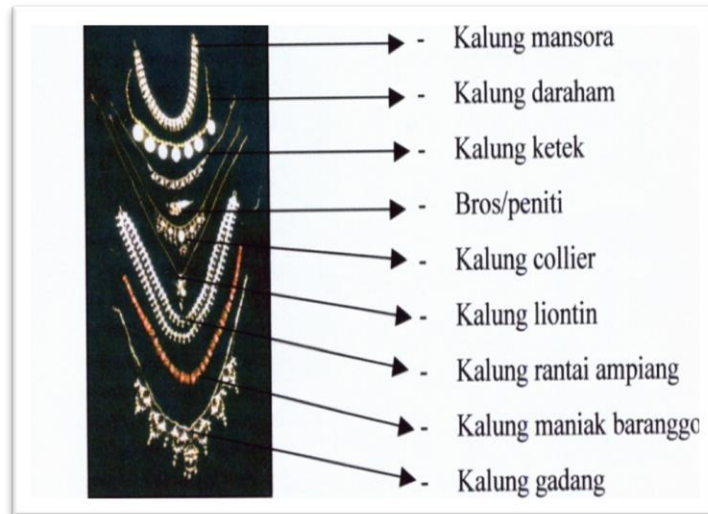 - Kalung mansora
- Kalung daraham
- Kalung ketek
- Bros/peniti
- Kalung collier
- Kalung liontin
- Kalung rantai ampiang
- Kalung maniak baranggo
- Kalung gadang